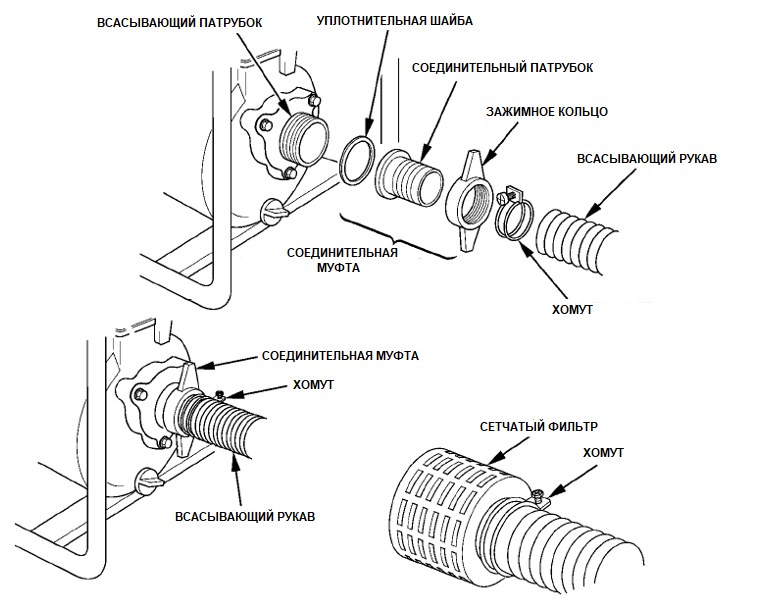 ВСАСЫВАЮЩИЙ ПАТРУБОК
УПЛОТНИТЕЛЬНАЯ ШАЙБА
СОЕДИНИТЕЛЬНЫЙ ПАТРУБОК
ЗАЖИМНОЕ КОЛЬЦО
ВСАСЫВАЮЩИЙ РУКАВ
СОЕДИНИТЕЛЬНАЯ
МУФТА
ХОМУТ
СОЕДИНИТЕЛЬНАЯ МУФТА
ХОМУТ
ВСАСЫВАЮЩИЙ РУКАВ
СЕТЧАТЫЙ ФИЛЬТР
ХОМУТ